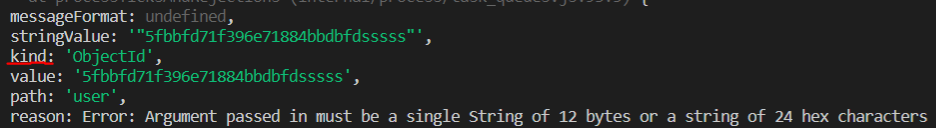 messageFormat: undefined,
stringValue: '"5fbbfd71f396e71884bbdbfdsssss"',
kind: 'ObjectId',
value: '5fbbfd71f396e71884bbdbfdsssss',
path: 'user',
reason: Error: Argument passed in must be a single String of 12 bytes or a string of 24 hex characters